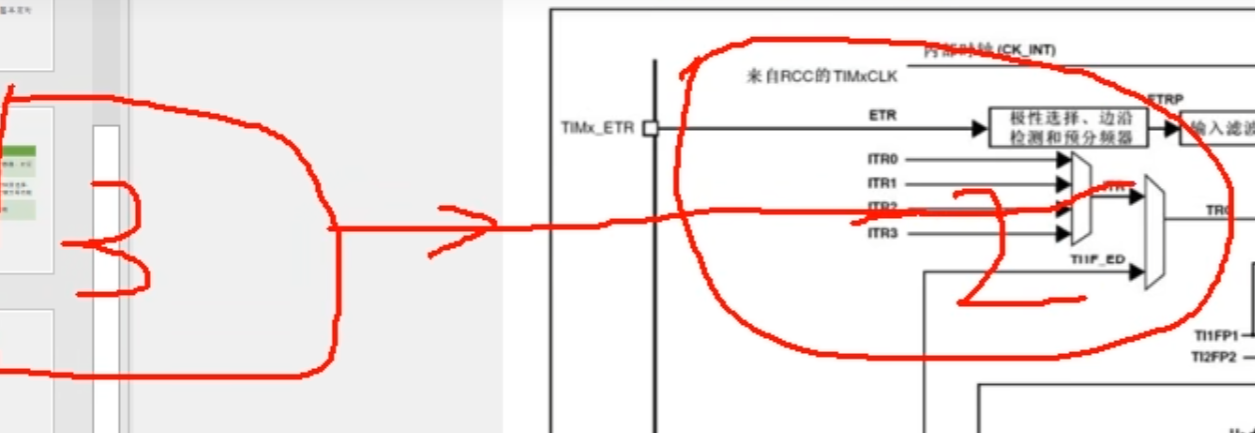 内部时钟 (CK_INT)
来自RCC的TIMxCLK
ETRP
ETR
TIMx_ETR
极性选择、边沿
检测和预分频器
输入滤波
ITR0
ITR1
ITR2
ITR3
TI1F_ED
TI1FP1
TI2FP2
3
2